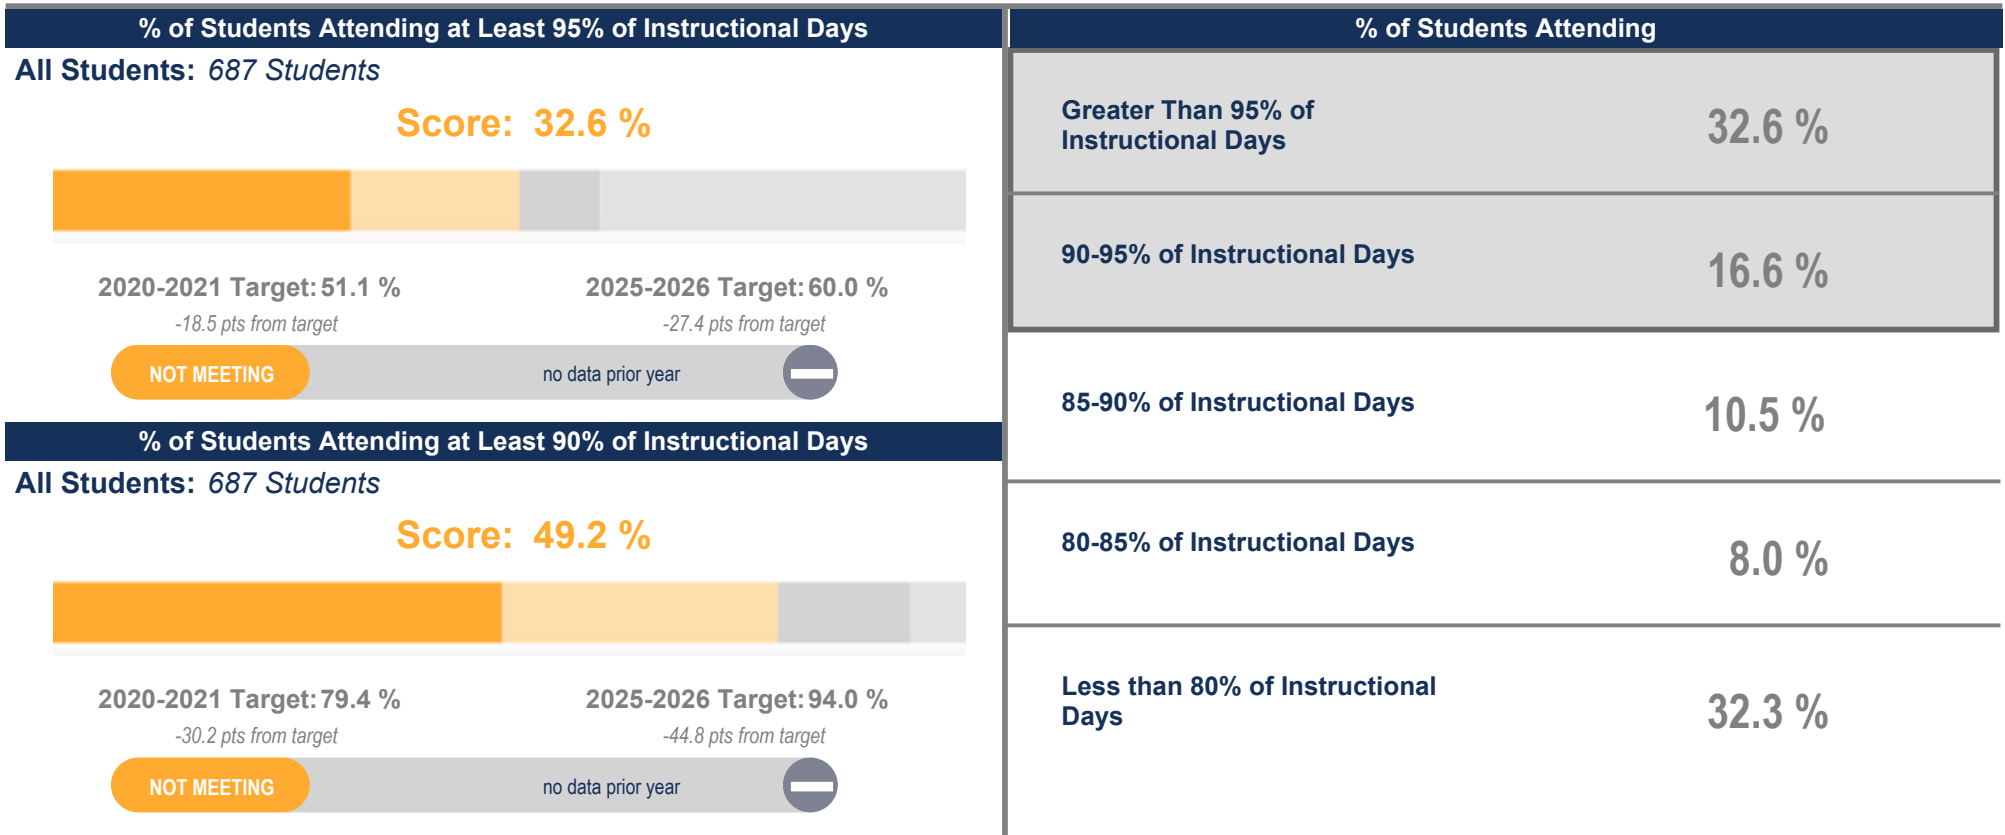 % of Students Attending at Least 95% of Instructional Days
All Students: 687 Students
Score: 32.6 %
2020-2021 Target: 51.1 %
-18.5 pts from target
2025-2026 Target: 60.0 %
-27.4 pts from target
NOT MEETING
no data prior year
% of Students Attending at Least 90% of Instructional Days
All Students: 687 Students
Score: 49.2 %
2020-2021 Target: 79.4 %
-30.2 pts from target
2025-2026 Target: 94.0 %
-44.8 pts from target
NOT MEETING
no data prior year
% of Students Attending
Greater Than 95% of
Instructional Days
32.6 %
90-95% of Instructional Days
16.6 %
85-90% of Instructional Days
10.5 %
80-85% of Instructional Days
8.0 %
Less than 80% of Instructional
Days
32.3 %